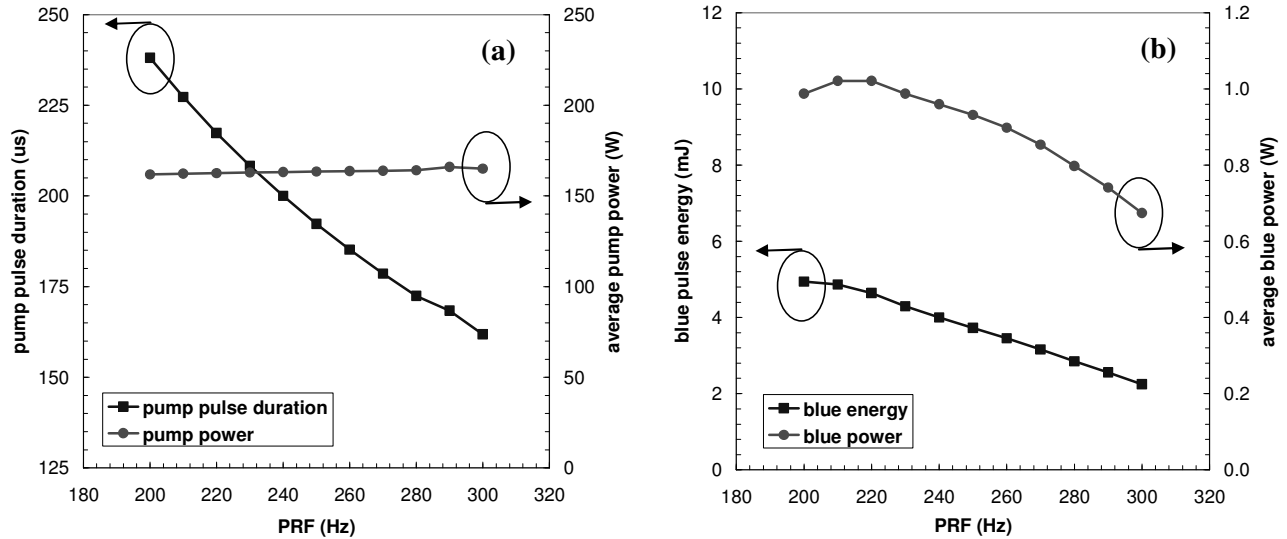 (a)
250
225
200
175
150
125
pump pulse duration (us)
250
200
150
100
50
0
average pump power (W)
pump pulse duration
pump power
180 200 220 240 260 280 300 320
PRF (Hz)
(b)
12
10
8
6
4
2
0
blue pulse energy (mJ)
1.2
1.0
0.8
0.6
0.4
0.2
0.0
average blue power (W)
blue energy
blue power
180 200 220 240 260 280 300 320
PRF (Hz)